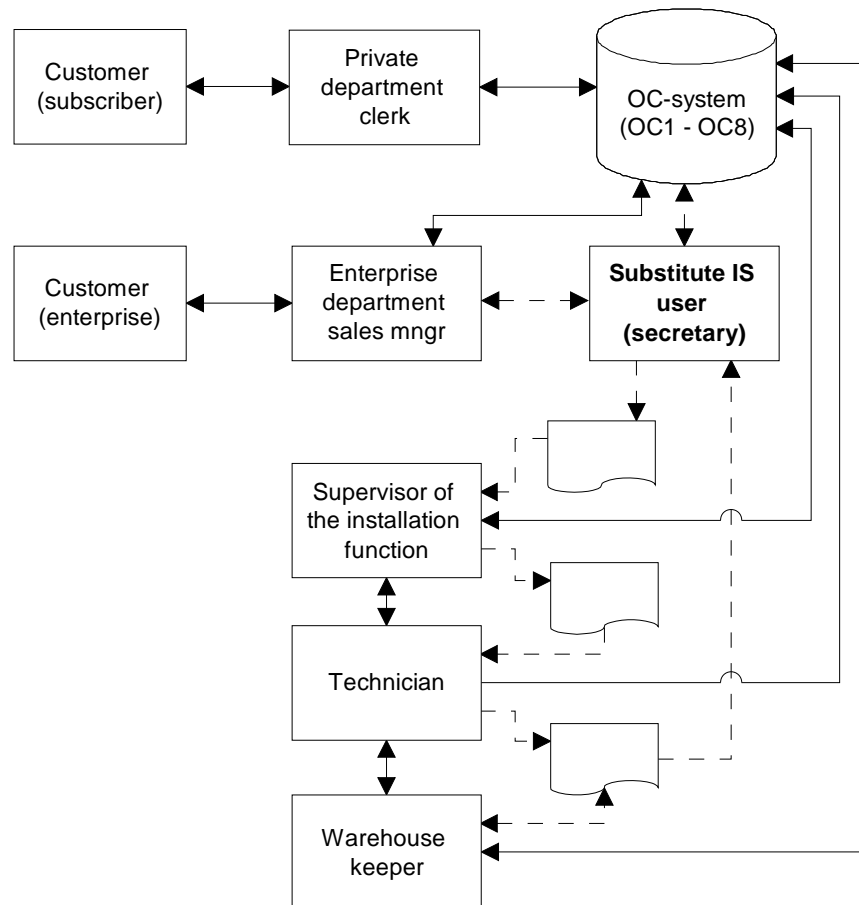 Customer
(subscriber)
Private
department
clerk
OC-system
(OC1 - OC8)
Customer
(enterprise)
Enterprise
department
sales mngr
Substitute IS
user
(secretary)
Supervisor of
the installation
function
Technician
Warehouse
keeper